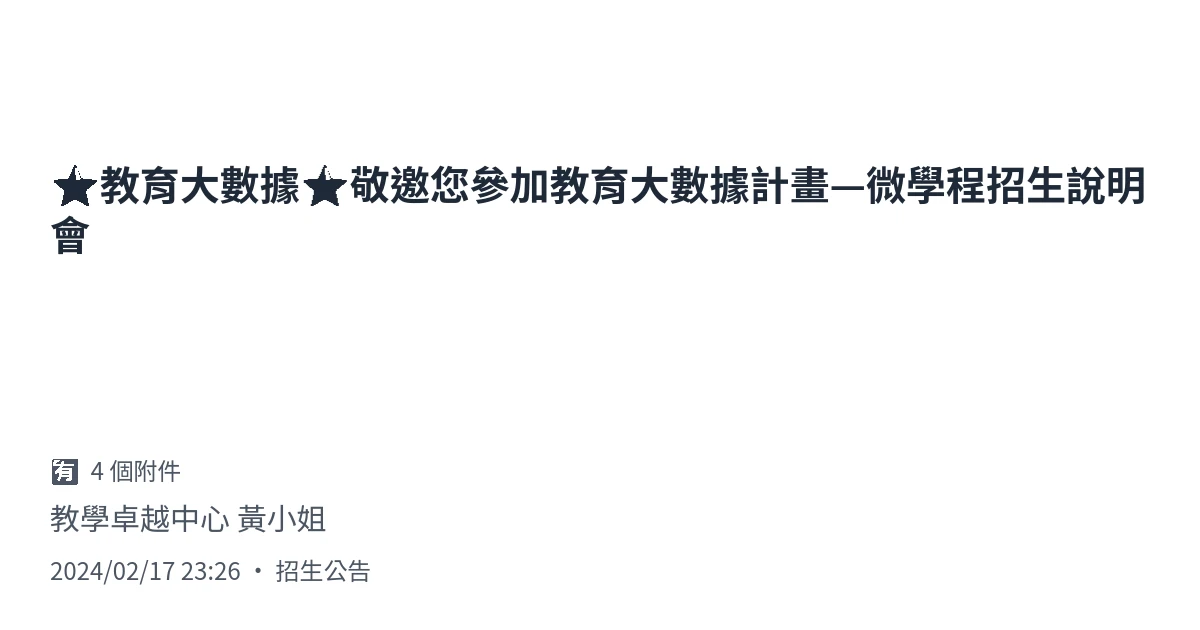 ★教育大數據★敬邀您參加教育大數據計畫—微學程招生說明
會
🈶 4 個附件
教學卓越中心 黃小姐
2024/02/17 23:26 • 招生公告